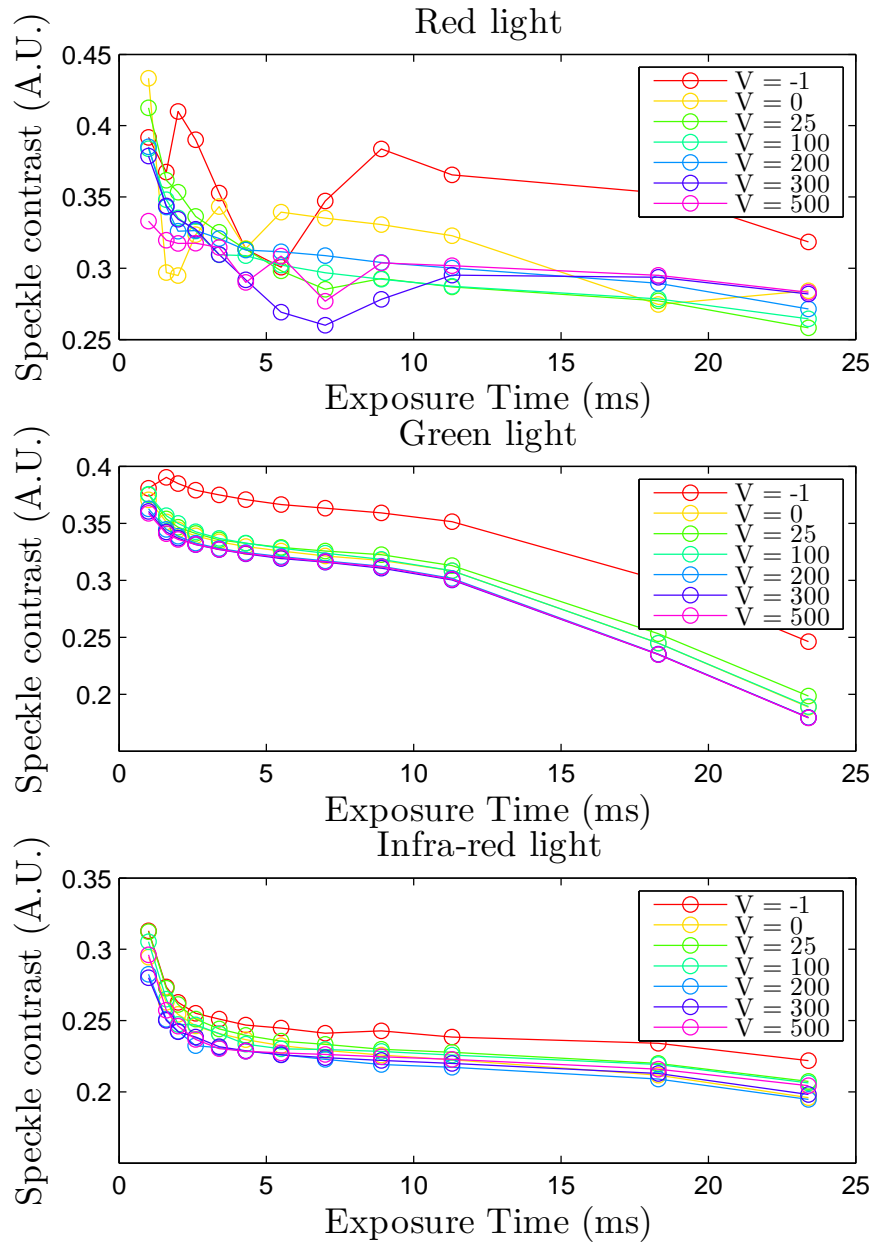 Red light
Speckle contrast (A.U.)
0.45
0.4
0.35
0.3
0.25
V = -1
V = 0
V = 25
V = 100
V = 200
V = 300
V = 500
0 5 10 15 20 25
Exposure Time (ms)
Green light
Speckle contrast (A.U.)
0.4
0.35
0.3
0.25
0.2
V = -1
V = 0
V = 25
V = 100
V = 200
V = 300
V = 500
0 5 10 15 20 25
Exposure Time (ms)
Infra-red light
Speckle contrast (A.U.)
0.35
0.3
0.25
0.2
V = -1
V = 0
V = 25
V = 100
V = 200
V = 300
V = 500
0 5 10 15 20 25
Exposure Time (ms)